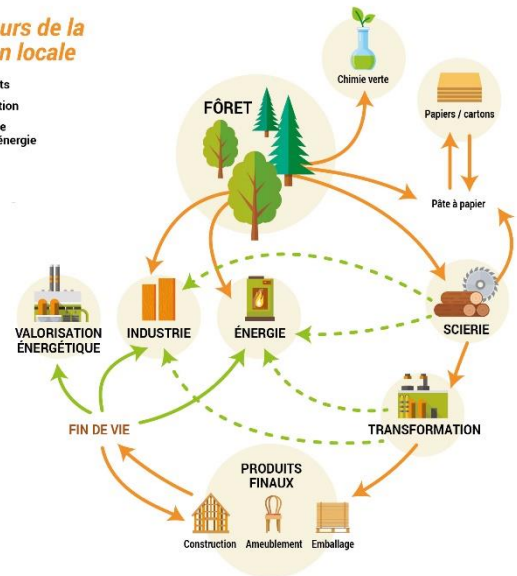 urs de la
n locale
ts
tion
e
énergie
Chimie verte
FÔRET
Papiers / cartons
Pâte à papier
VALORISATION
ÉNERGÉTIQUE
INDUSTRIE
ÉNERGIE
SCIERIE
FIN DE VIE
TRANSFORMATION
PRODUITS
FINAUX
Construction
Ameublement
Emballage